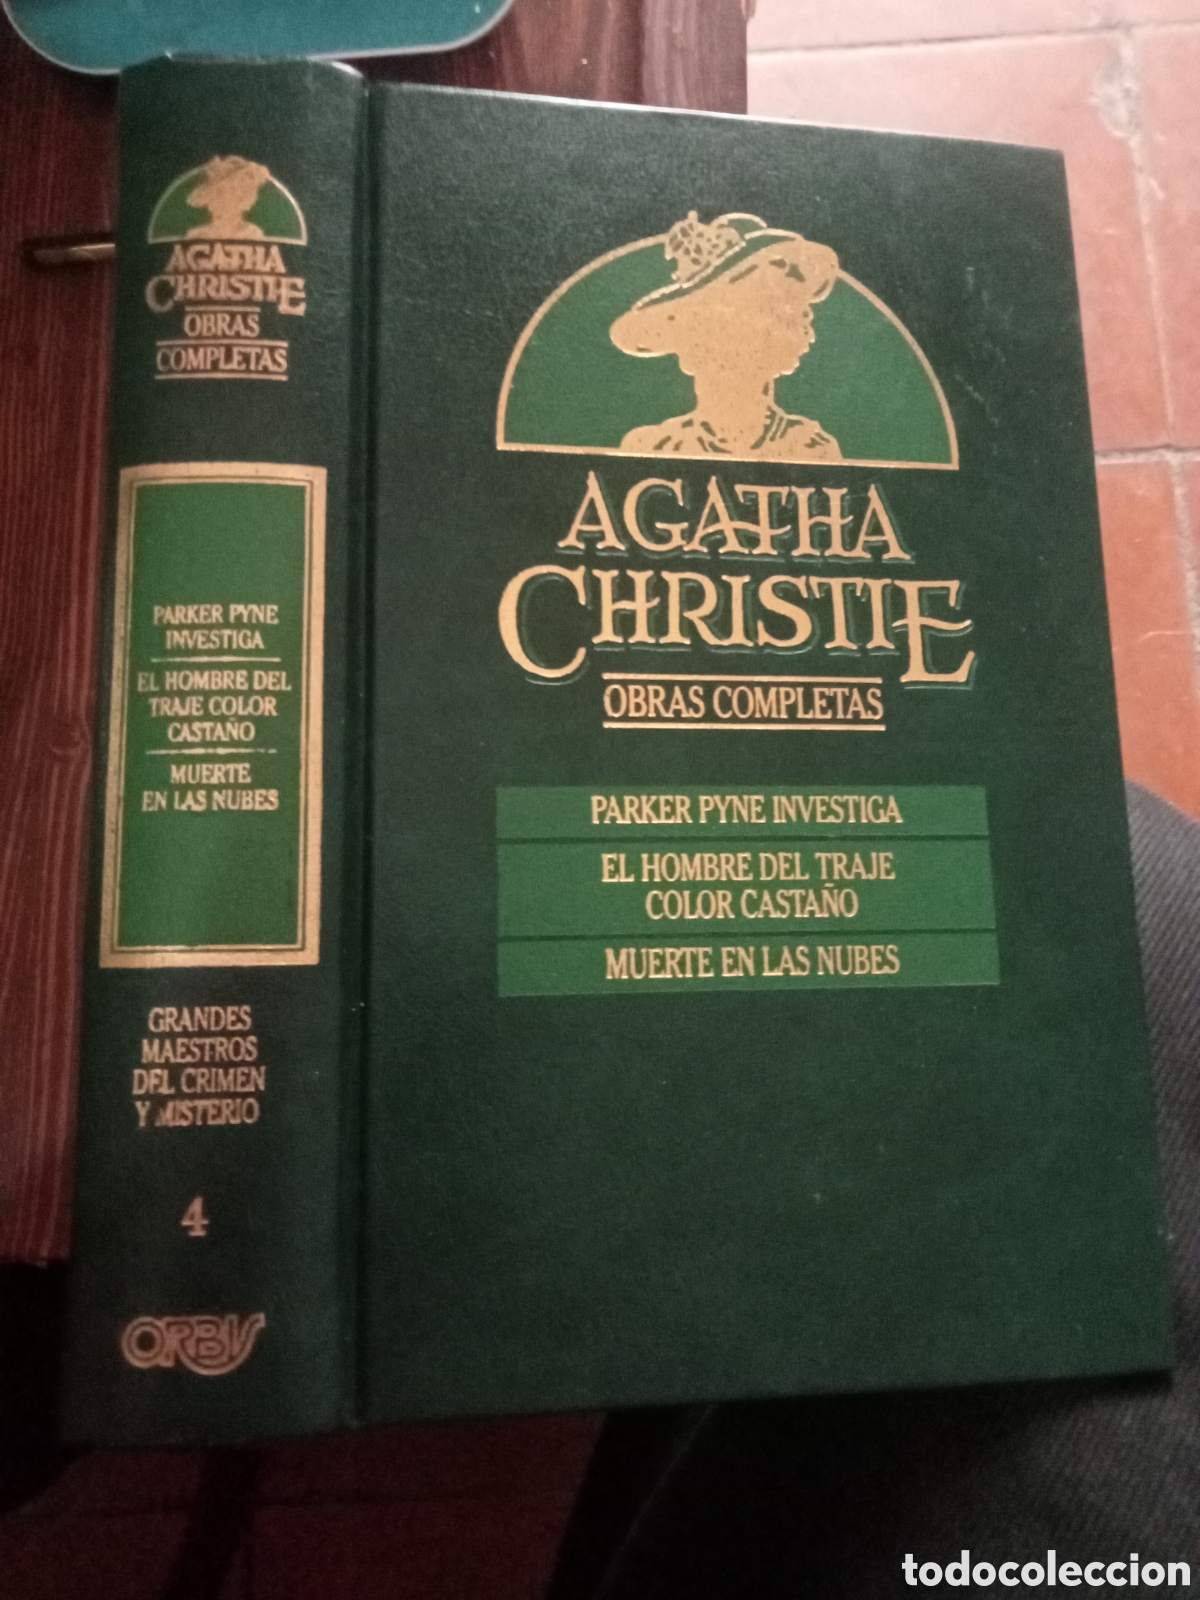 AGATHA
CHRISTIE
OBRAS
COMPLETAS
PARKER PYNE
INVESTIGA
EL HOMBRE DEL
TRAJE COLOR
CASTAÑO
MUERTE
EN LAS NUBES
GRANDES
MAESTROS
DEL CRIMEN
Y MISTERIO
4
ORBIS
AGATHA
CHRISTIE
OBRAS COMPLETAS
PARKER PYNE INVESTIGA
EL HOMBRE DEL TRAJE
COLOR CASTAÑO
MUERTE EN LAS NUBES
todocoleccion